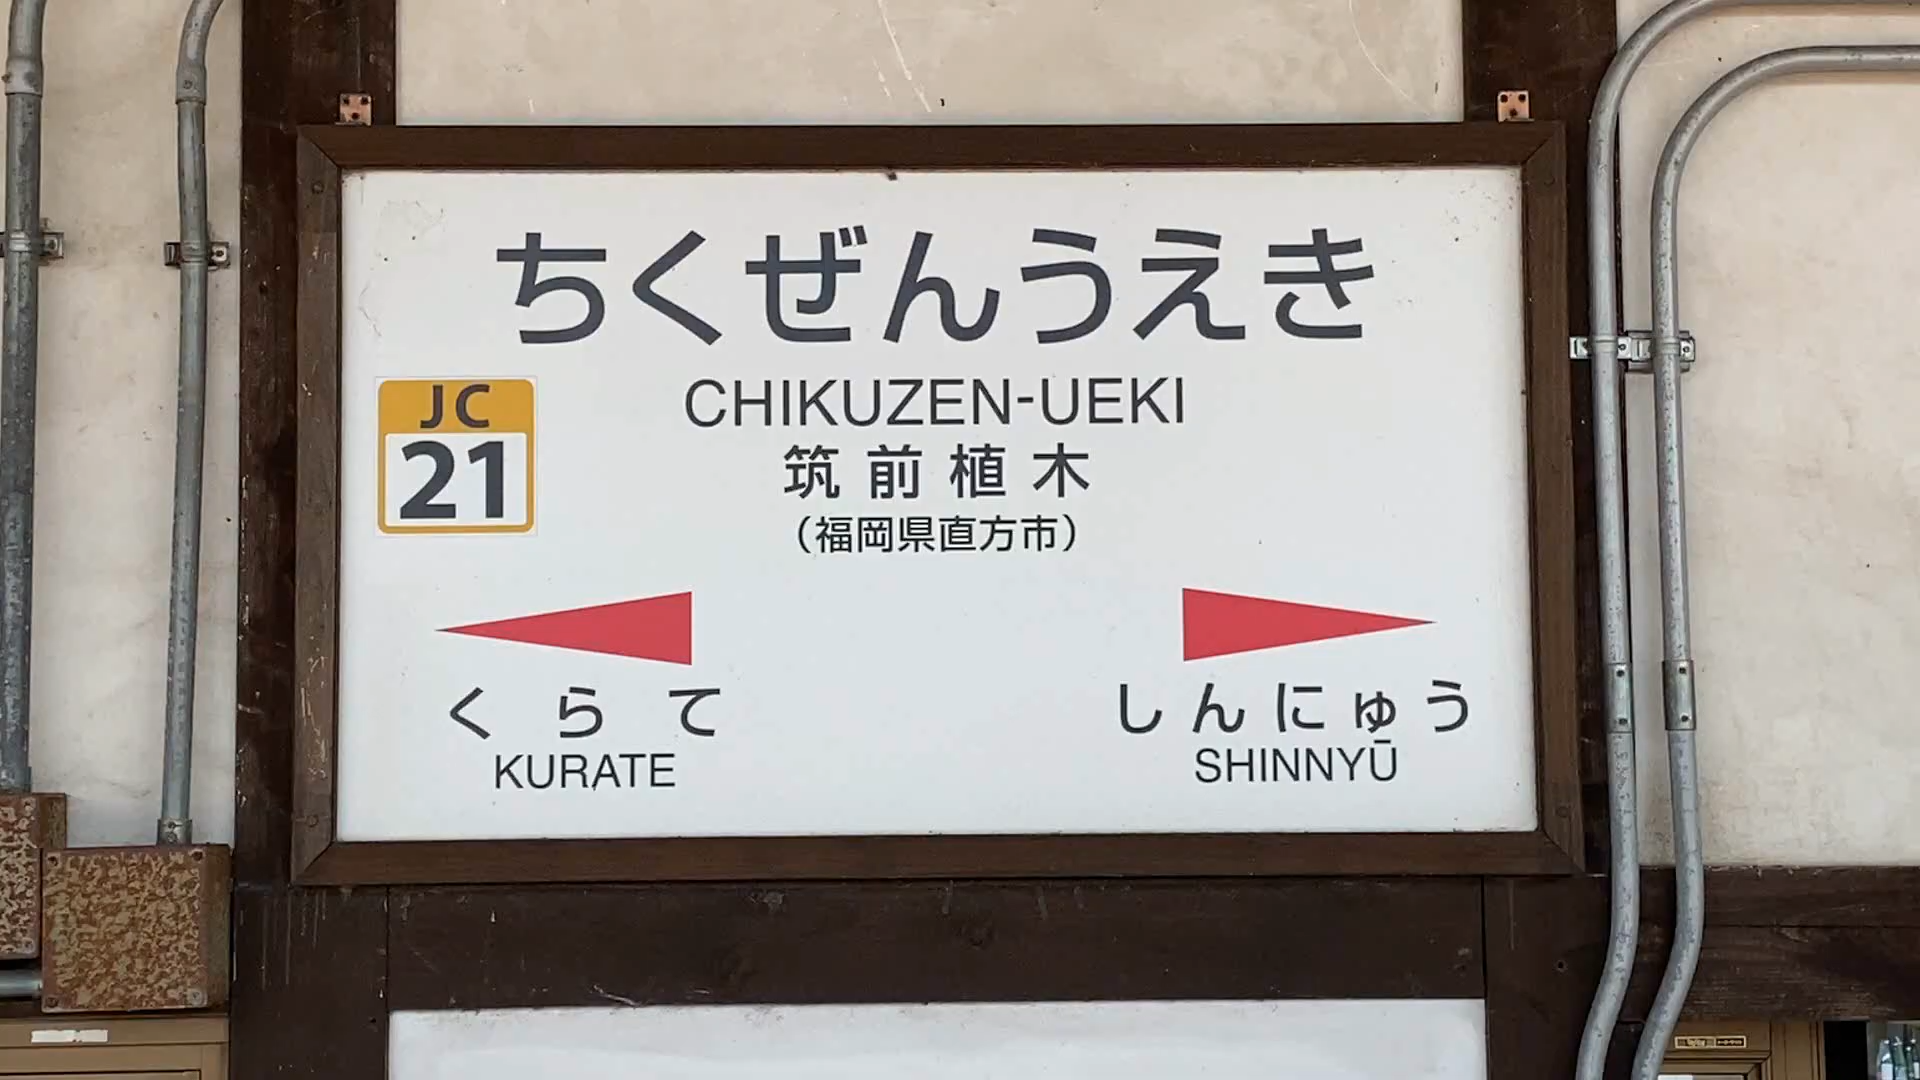 ちくぜんうえき
CHIKUZEN-UEKI
JC
21
筑前植木
(福岡県直方市)
くらて
KURATE
しんにゅう
SHINNYŪ